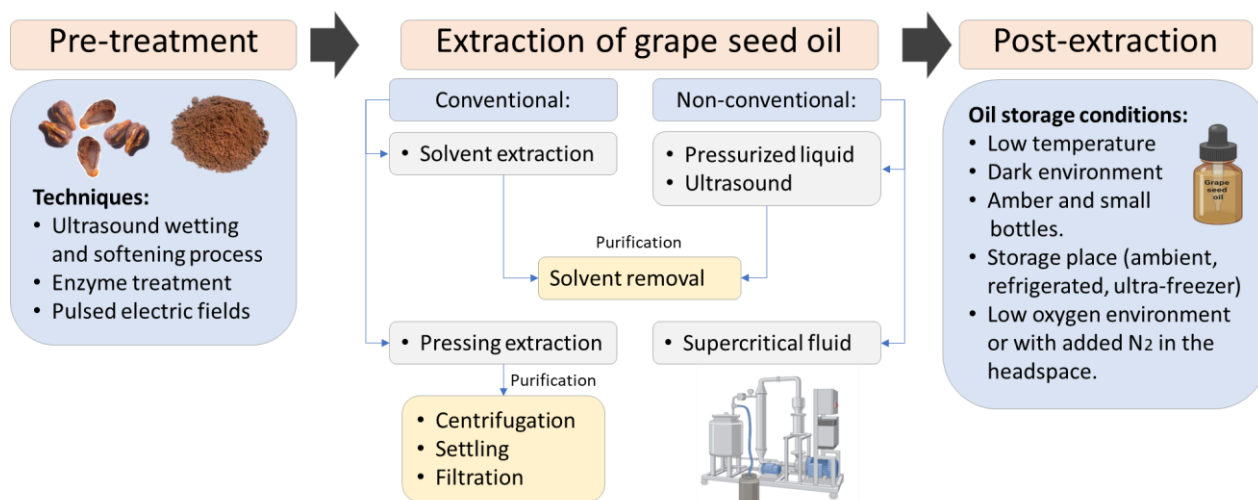 Pre-treatment
Techniques:
• Ultrasound wetting
and softening process
• Enzyme treatment
• Pulsed electric fields
Extraction of grape seed oil
Conventional:
• Solvent extraction
Non-conventional:
• Pressurized liquid
• Ultrasound
Purification
Solvent removal
• Pressing extraction
Purification
• Centrifugation
• Settling
• Filtration
• Supercritical fluid
Post-extraction
Oil storage conditions:
• Low temperature
• Dark environment
• Amber and small
bottles.
• Storage place (ambient,
refrigerated, ultra-freezer)
• Low oxygen environment
or with added N2 in the
headspace.
Grape
seed
oil